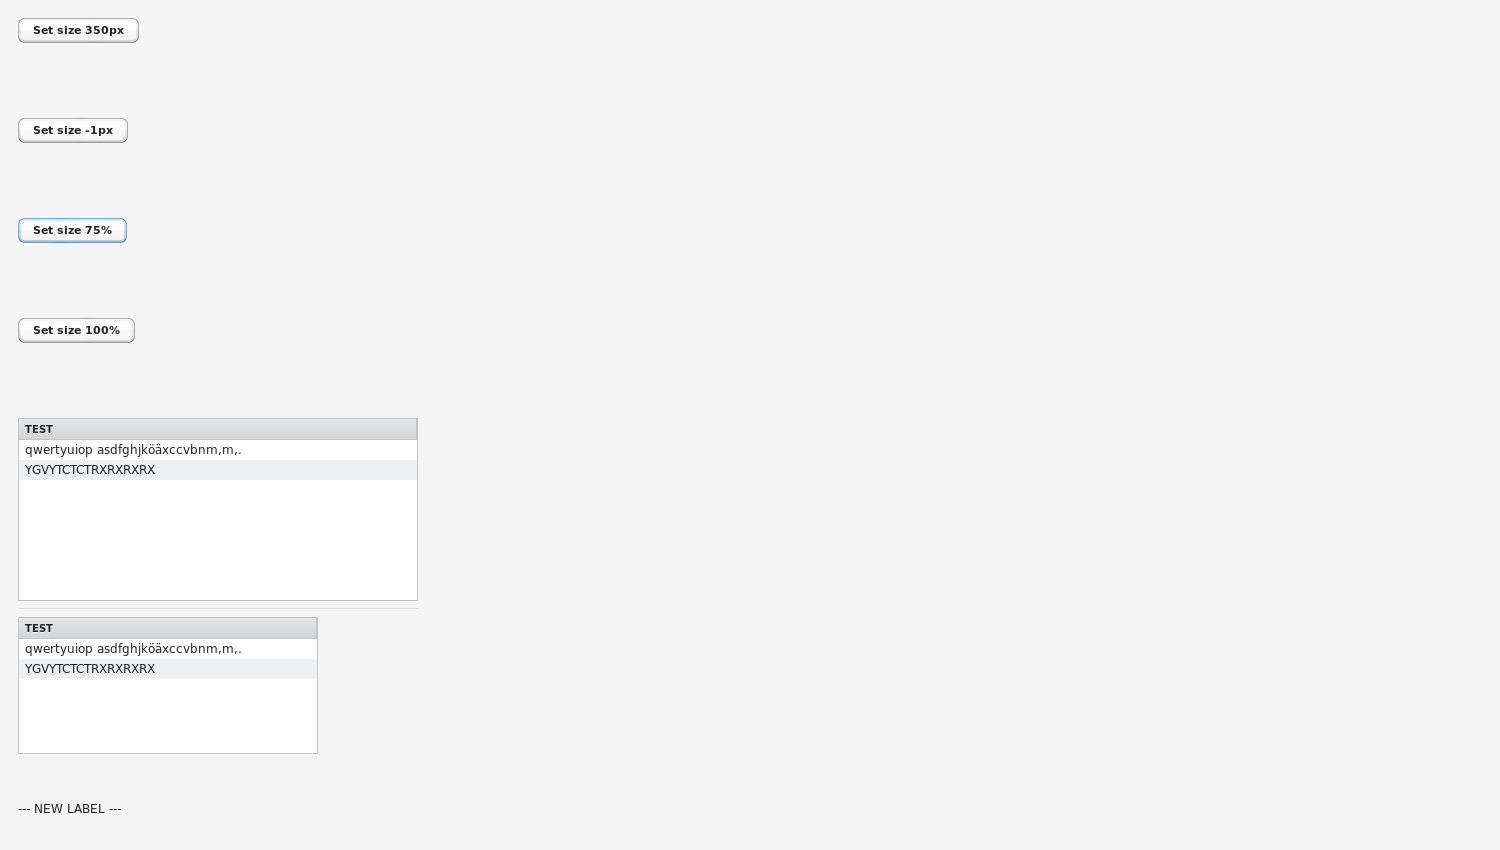 Set size 350px
Set size -1px
Set size 75%
Set size 100%
TEST
qwertyuiop asdfghjköäxccvbnm,m,.
YGVYTCTCTRXRXRXRX
TEST
qwertyuiop asdfghjköäxccvbnm,m,.
YGVYTCTCTRXRXRXRX
--- NEW LABEL ---